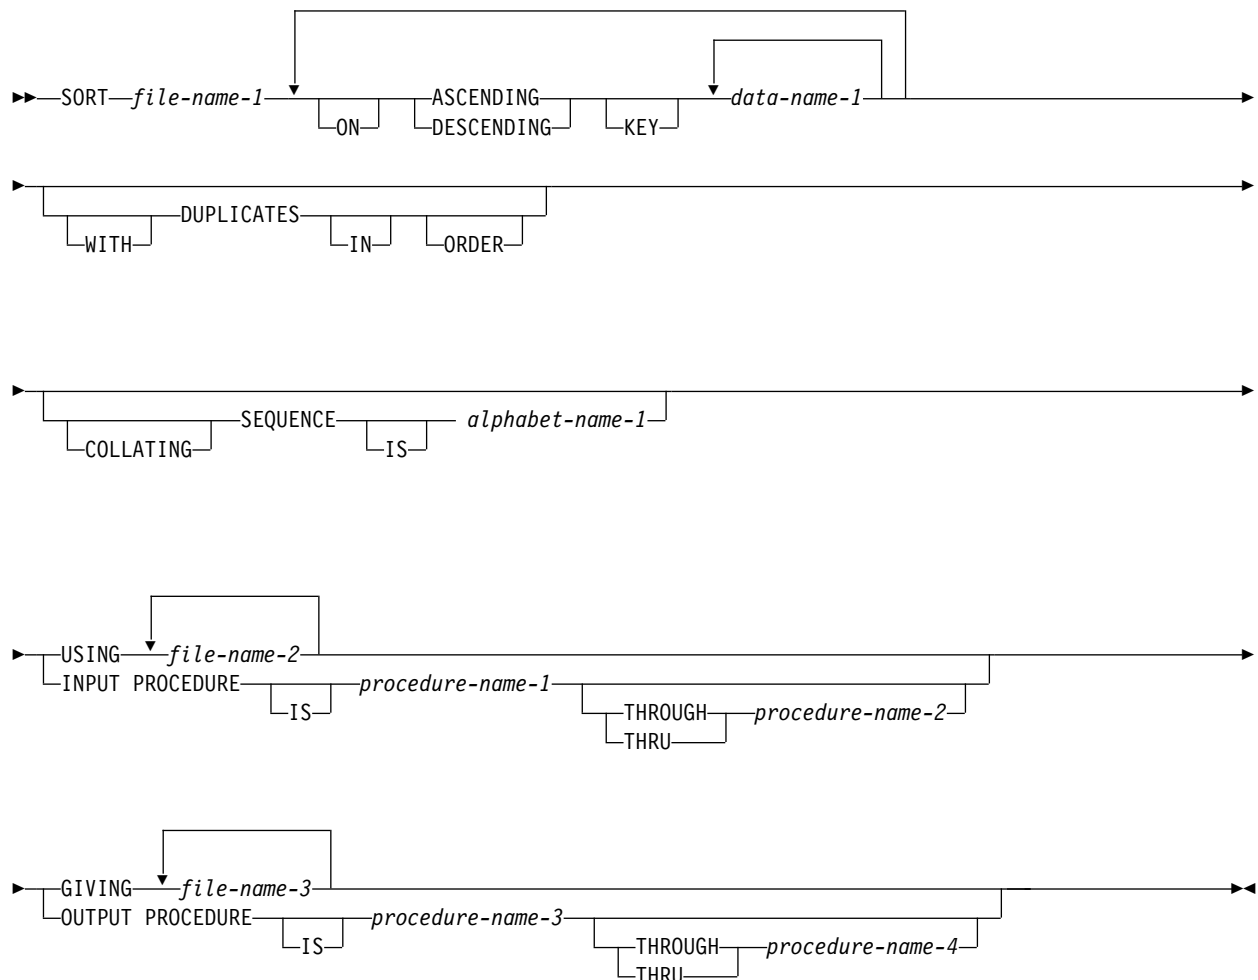 SORT file-name-1 ASCENDING data-name-1
ON DESCENDING KEY
DUPLICATES
WITH IN ORDER
SEQUENCE alphabet-name-1
COLLATING IS
USING file-name-2
INPUT PROCEDURE procedure-name-1
IS THROUGH procedure-name-2
THRU
GIVING file-name-3
OUTPUT PROCEDURE procedure-name-3
IS THROUGH procedure-name-4
THRU